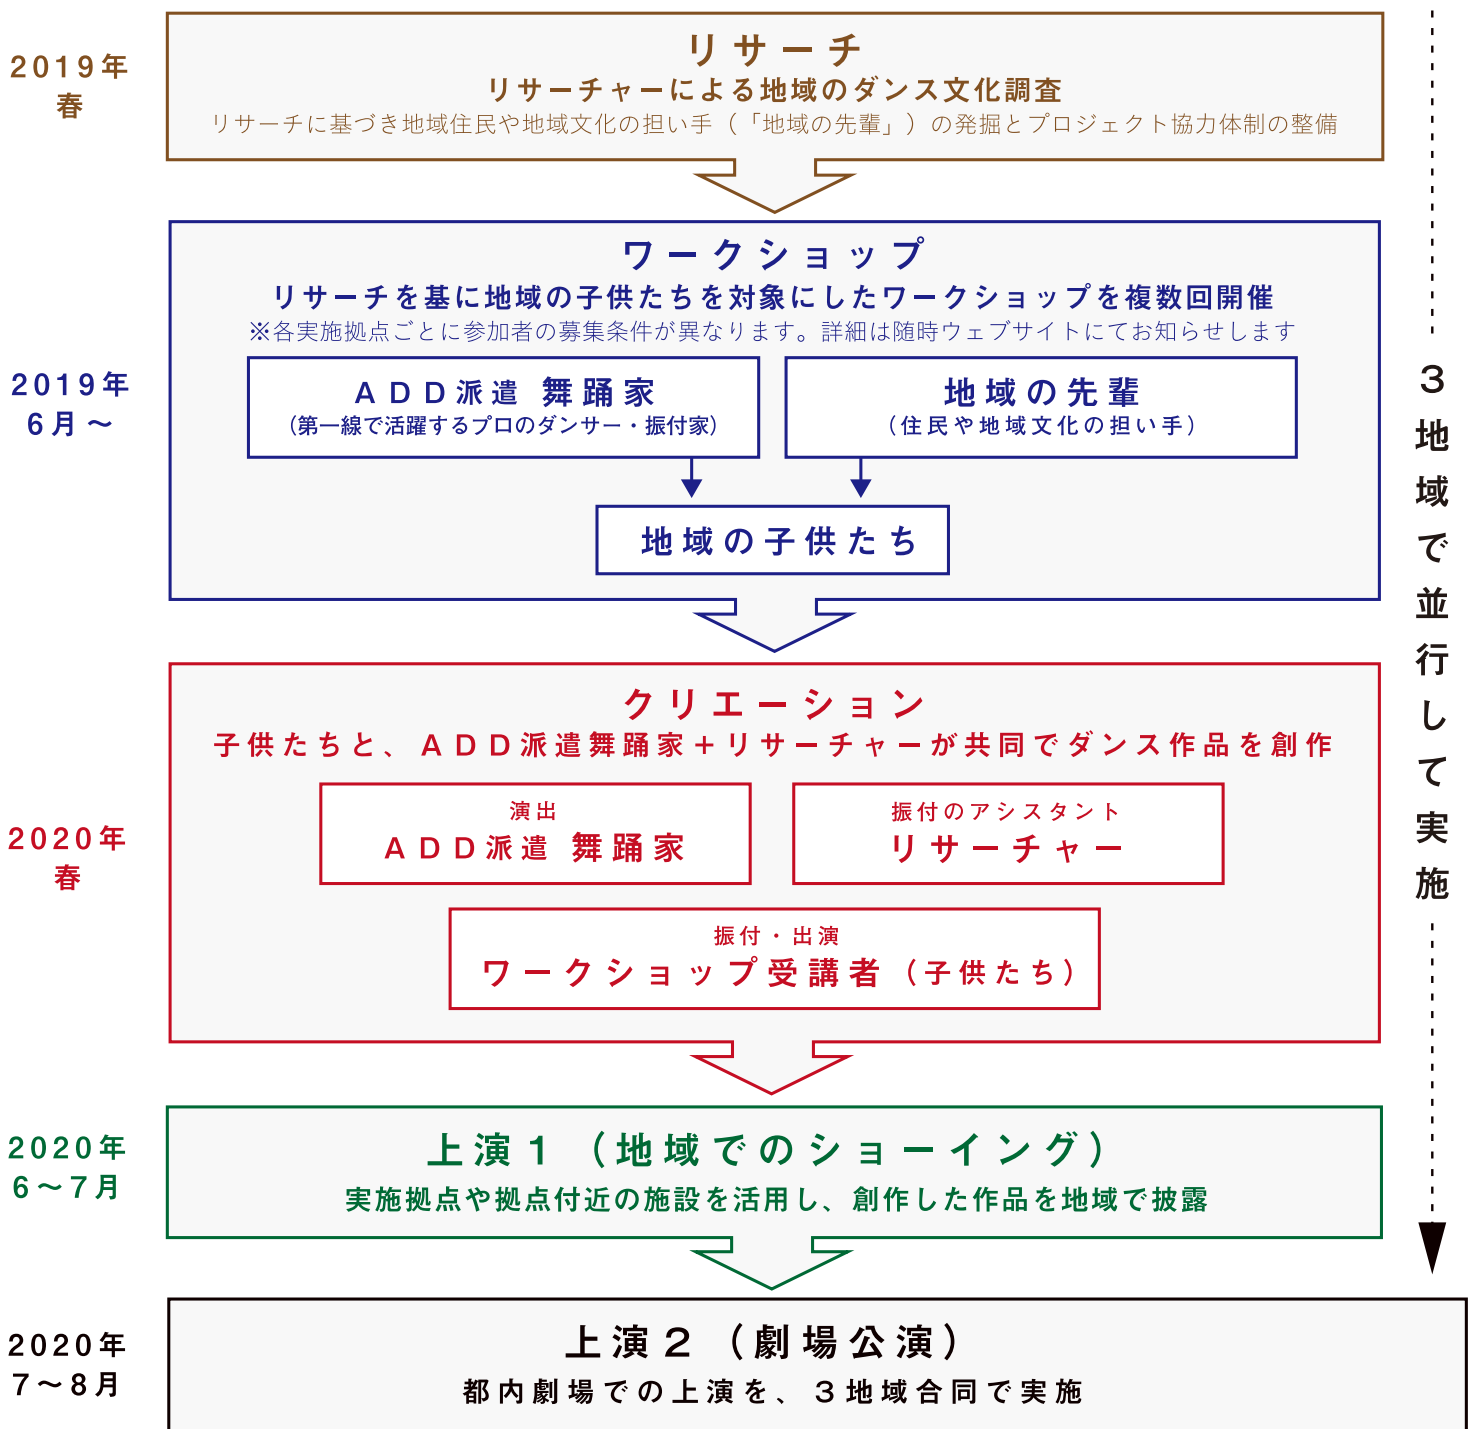 2019年
春
リサーチ
リサーチャーによる地域のダンス文化調査
リサーチに基づき地域住民や地域文化の担い手（「地域の先輩」）の発掘とプロジェクト協力体制の整備
2019年
6月〜
ワークショップ
リサーチを基に地域の子供たちを対象にしたワークショップを複数回開催
※各実施拠点ごとに参加者の募集条件が異なります。詳細は随時ウェブサイトにてお知らせします
ADD派遣 舞踊家
（第一線で活躍するプロのダンサー・振付家）
地域の先輩
（住民や地域文化の担い手）
地域の子供たち
2020年
春
クリエーション
子供たちと、ADD派遣舞踊家＋リサーチャーが共同でダンス作品を創作
演出
ADD派遣 舞踊家
振付のアシスタント
リサーチャー
振付・出演
ワークショップ受講者（子供たち）
2020年
6〜7月
上演1（地域でのショーイング）
実施拠点や拠点付近の施設を活用し、創作した作品を地域で披露
2020年
7〜8月
上演2（劇場公演）
都内劇場での上演を、3地域合同で実施
3地域で並行して実施